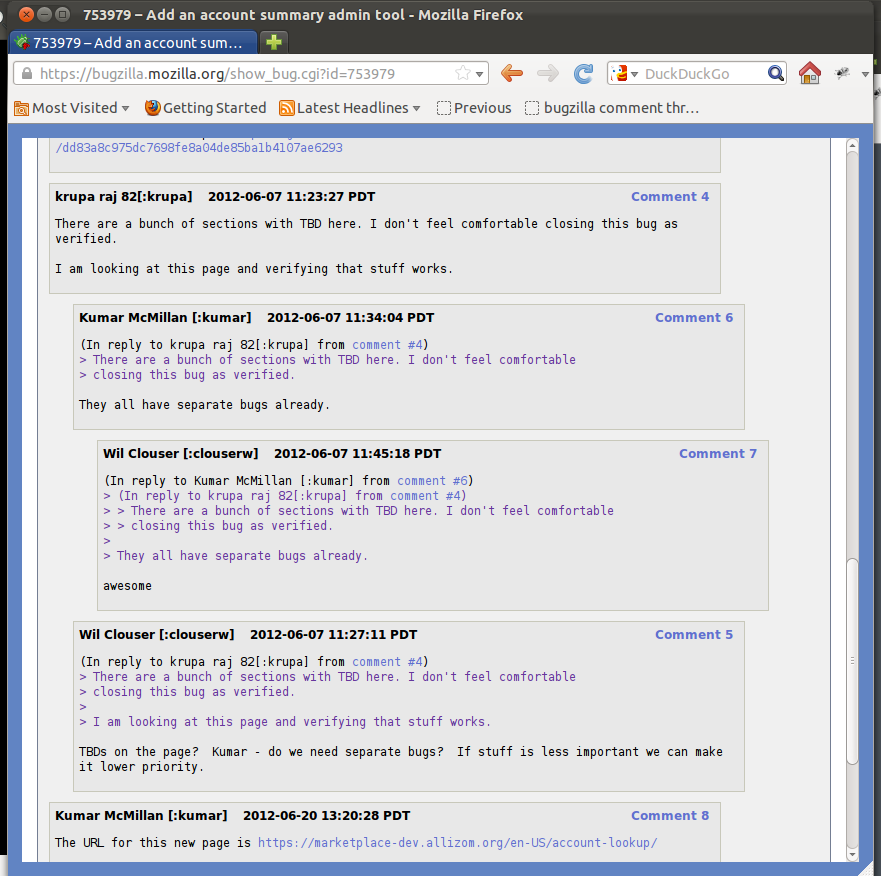 753979 – Add an account summary admin tool - Mozilla Firefox
753979 – Add an account sum...
https://bugzilla.mozilla.org/show_bug.cgi?id=753979
DuckDuckGo
Most Visited Getting Started Latest Headlines Previous bugzilla comment thr...
/dd83a8c975dc7698fe8a04de85ba1b4107ae6293
krupa raj 82[:krupa] 2012-06-07 11:23:27 PDT Comment 4
There are a bunch of sections with TBD here. I don't feel comfortable closing this bug as
verified.
I am looking at this page and verifying that stuff works.
Kumar McMillan [:kumar] 2012-06-07 11:34:04 PDT Comment 6
(In reply to krupa raj 82[:krupa] from comment #4)
> There are a bunch of sections with TBD here. I don't feel comfortable
> closing this bug as verified.
They all have separate bugs already.
Wil Clouser [:clouserw] 2012-06-07 11:45:18 PDT Comment 7
(In reply to Kumar McMillan [:kumar] from comment #6)
> (In reply to krupa raj 82[:krupa] from comment #4)
> > There are a bunch of sections with TBD here. I don't feel comfortable
> > closing this bug as verified.
>
> They all have separate bugs already.
awesome
Wil Clouser [:clouserw] 2012-06-07 11:27:11 PDT Comment 5
(In reply to krupa raj 82[:krupa] from comment #4)
> There are a bunch of sections with TBD here. I don't feel comfortable
> closing this bug as verified.
>
> I am looking at this page and verifying that stuff works.
TBDs on the page?  Kumar - do we need separate bugs?  If stuff is less important we can make
it lower priority.
Kumar McMillan [:kumar] 2012-06-20 13:20:28 PDT Comment 8
The URL for this new page is https://marketplace-dev.allizom.org/en-US/account-lookup/